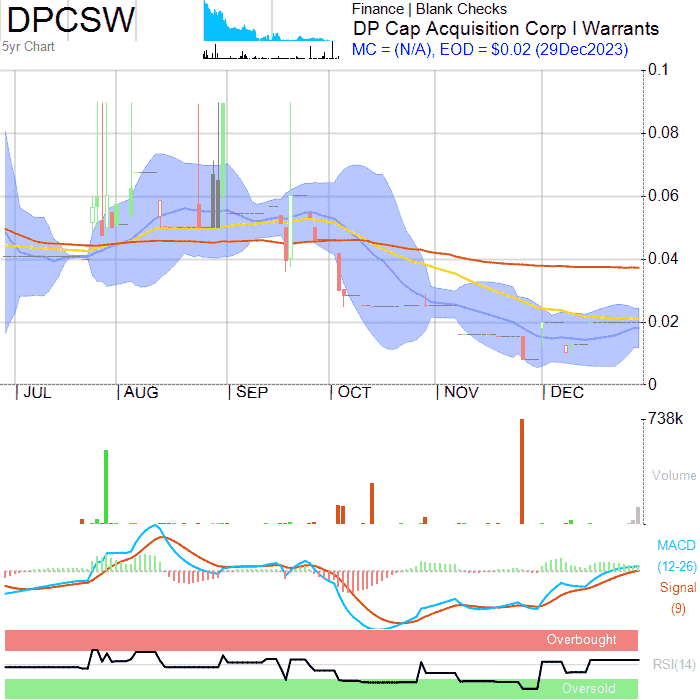 DPCSW
5yr Chart
Finance | Blank Checks
DP Cap Acquisition Corp I Warrants
MC = (N/A), EOD = $0.02 (29Dec2023)
0.1
0.08
0.06
0.04
0.02
0
JUL AUG SEP OCT NOV DEC
738k
Volume
MACD
(12-26)
Signal
(9)
Overbought
RSI(14)
Oversold